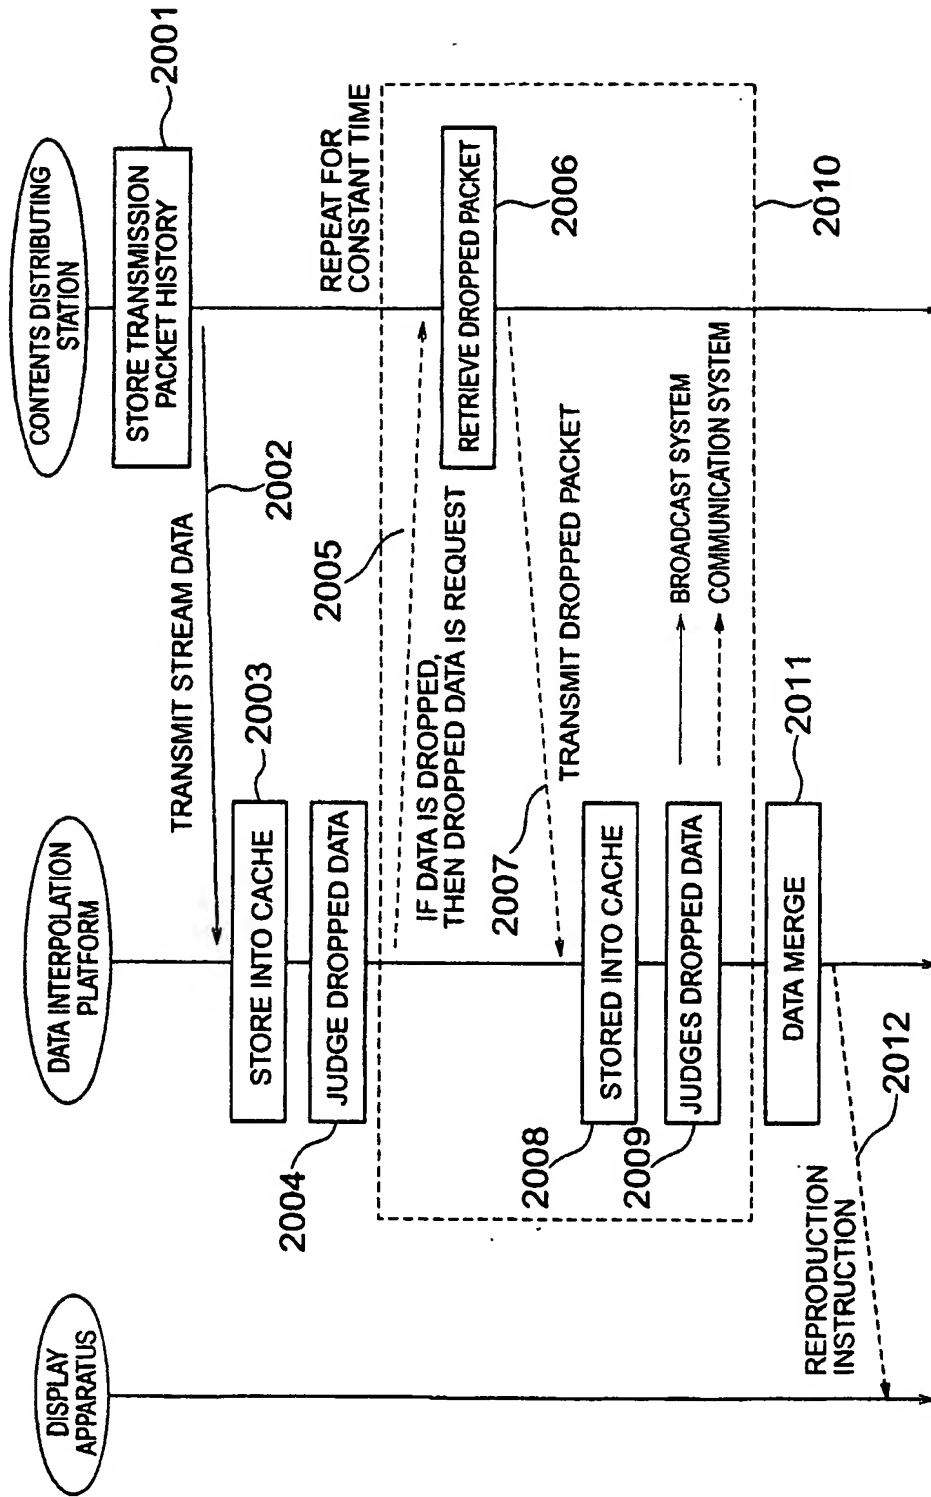 DISPLAY
APPARATUS
DATA INTERPOLATION
PLATFORM
CONTENTS DISTRIBUTING
STATION
STORE TRANSMISSION
PACKET HISTORY
2001
TRANSMIT STREAM DATA
2002
STORE INTO CACHE
2003
JUDGE DROPPED DATA
2004
REPEAT FOR
CONSTANT TIME
2005
IF DATA IS DROPPED,
THEN DROPPED DATA IS REQUEST
RETRIEVE DROPPED PACKET
2006
2007
TRANSMIT DROPPED PACKET
STORED INTO CACHE
2008
JUDGES DROPPED DATA
2009
BROADCAST SYSTEM
COMMUNICATION SYSTEM
2010
DATA MERGE
2011
REPRODUCTION
INSTRUCTION
2012